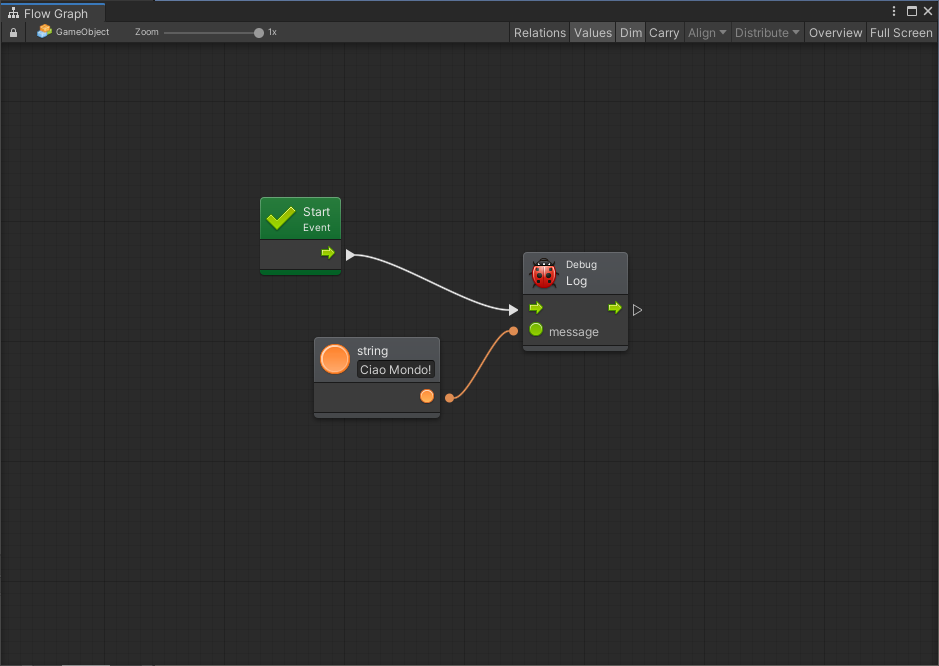 Flow Graph
GameObject Zoom 1x Relations Values Dim Carry Align Distribute Overview Full Screen
Start
Event
Debug
Log
message
string
Ciao Mondo!